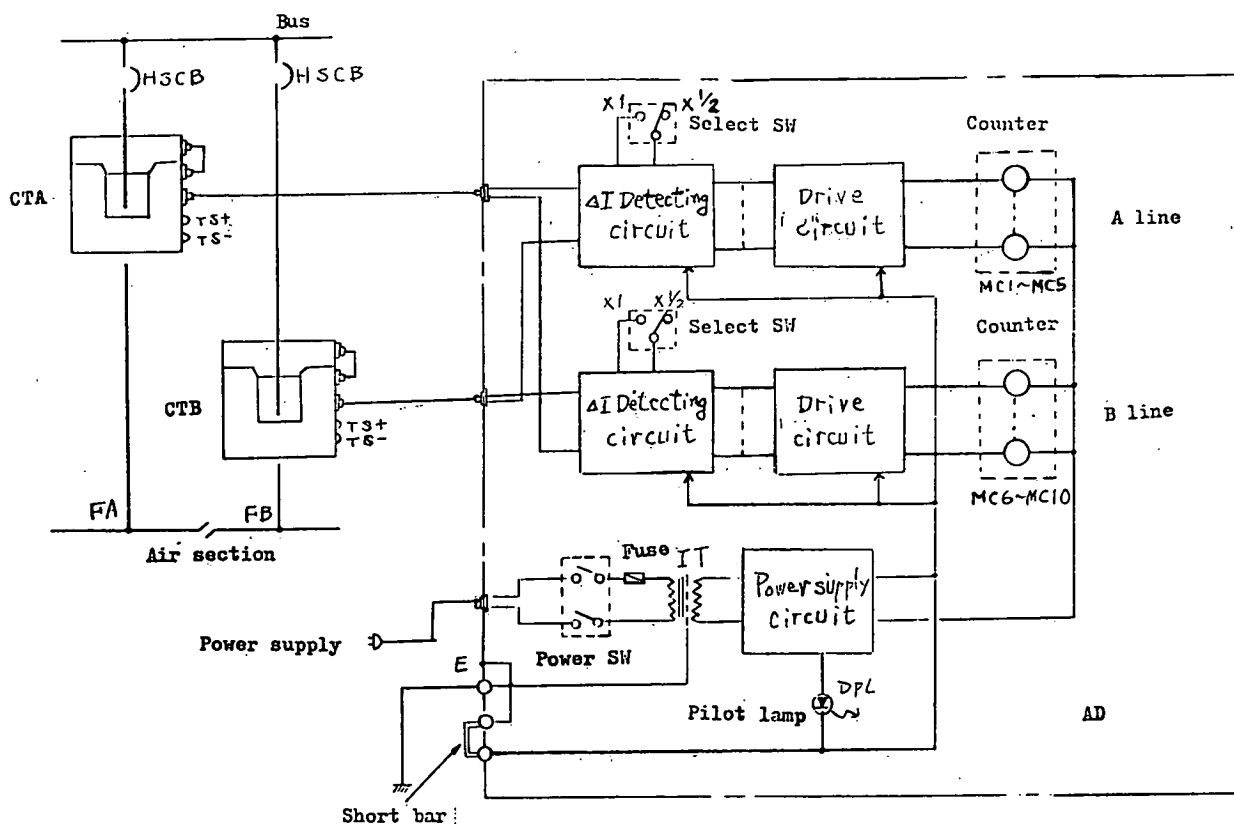 Bus
HSCB
HSCB
X1
X 1/2
Select SW
Counter
CTA
TS+
TS-
ΔI Detecting
circuit
Drive
circuit
A line
MC1~MC5
X1
X1/2
Select SW
Counter
CTB
TS+
TS-
ΔI Detecting
circuit
Drive
circuit
B line
MC6~MC10
FA
FB
Air section
Fuse
IT
Power supply
circuit
Power supply
Power SW
E
DPL
Pilot lamp
AD
Short bar